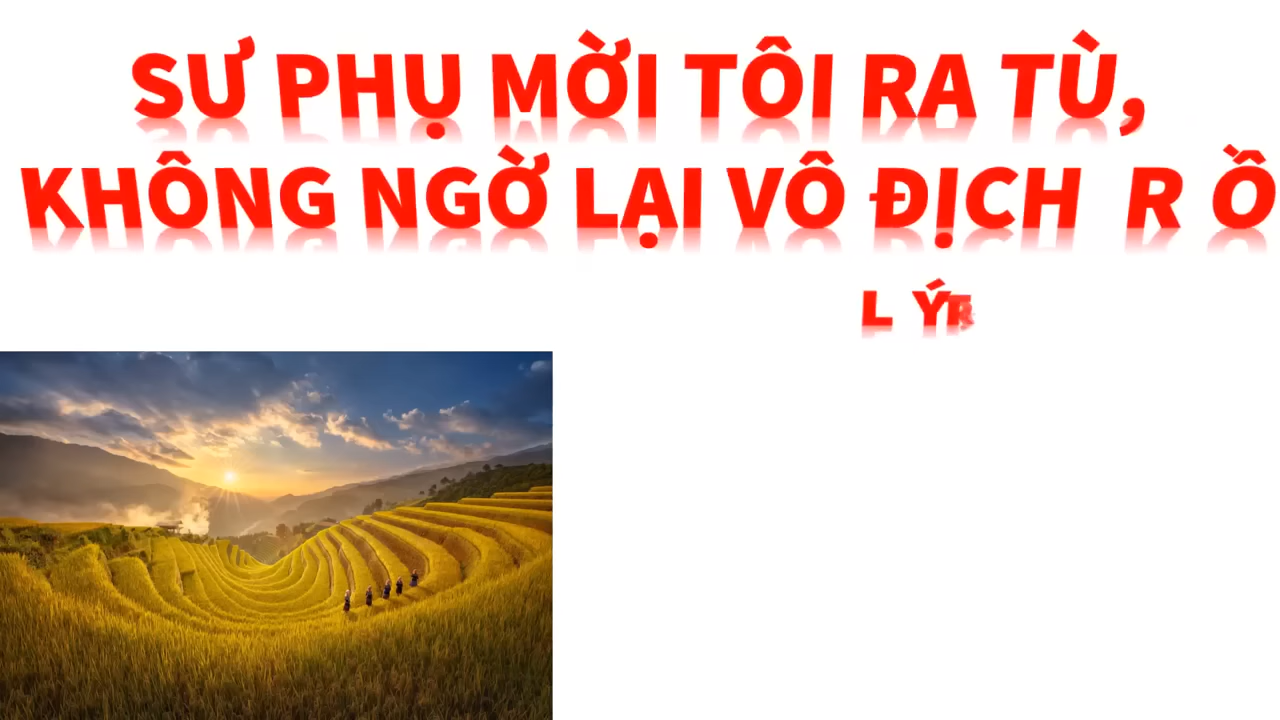 SƯ PHỤ MỜI TÔI RA TÙ,
KHÔNG NGỜ LẠI VÔ ĐỊCH R Ồ
L Ý